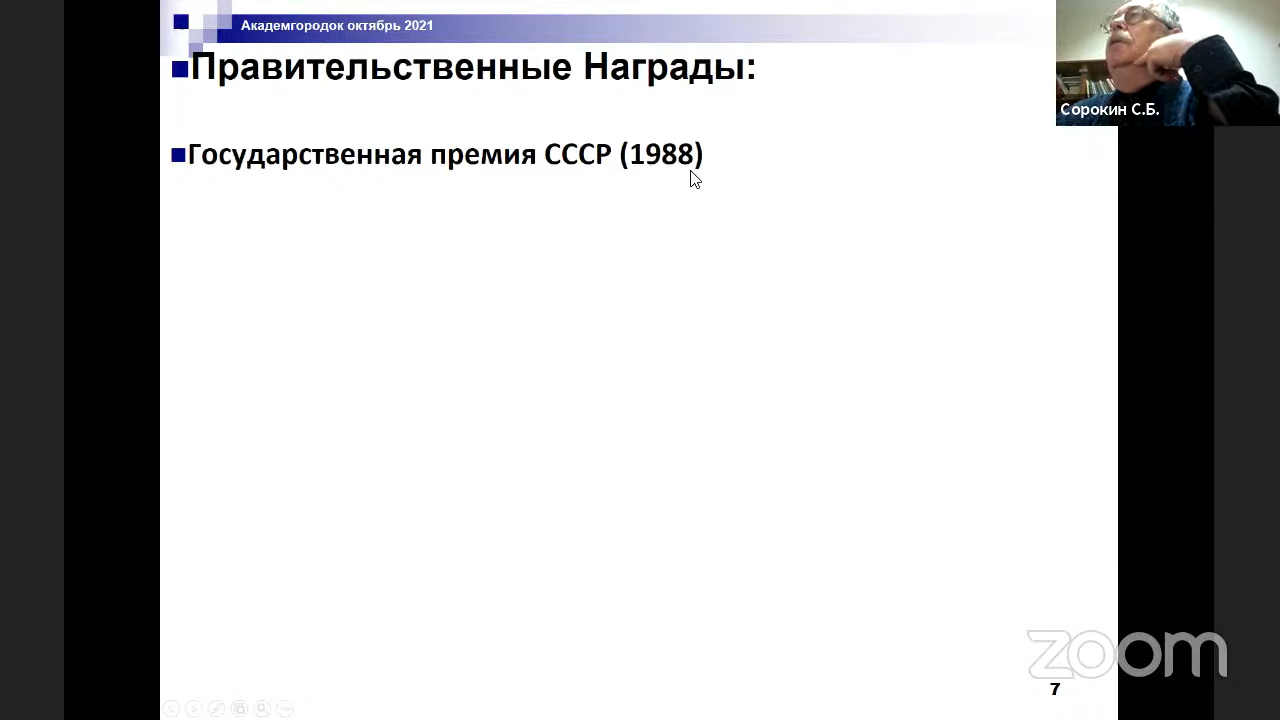 Академгородок октябрь 2021
Правительственные Награды:
Сорокин С.Б.
Государственная премия СССР (1988)
zoom
7